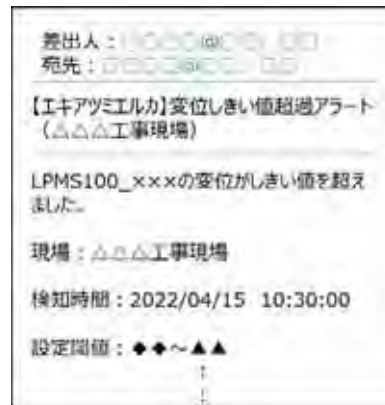 差出人：○○○○@○○.○○
宛先：□□□□@□□.□□
【エキアツミエルカ】変位しきい値超過アラート
（△△△工事現場）
LPMS100_×××の変位がしきい値を超え
ました。
現場：△△△工事現場
検知時間：2022/04/15 10:30:00
設定閾値：◆◆～▲▲